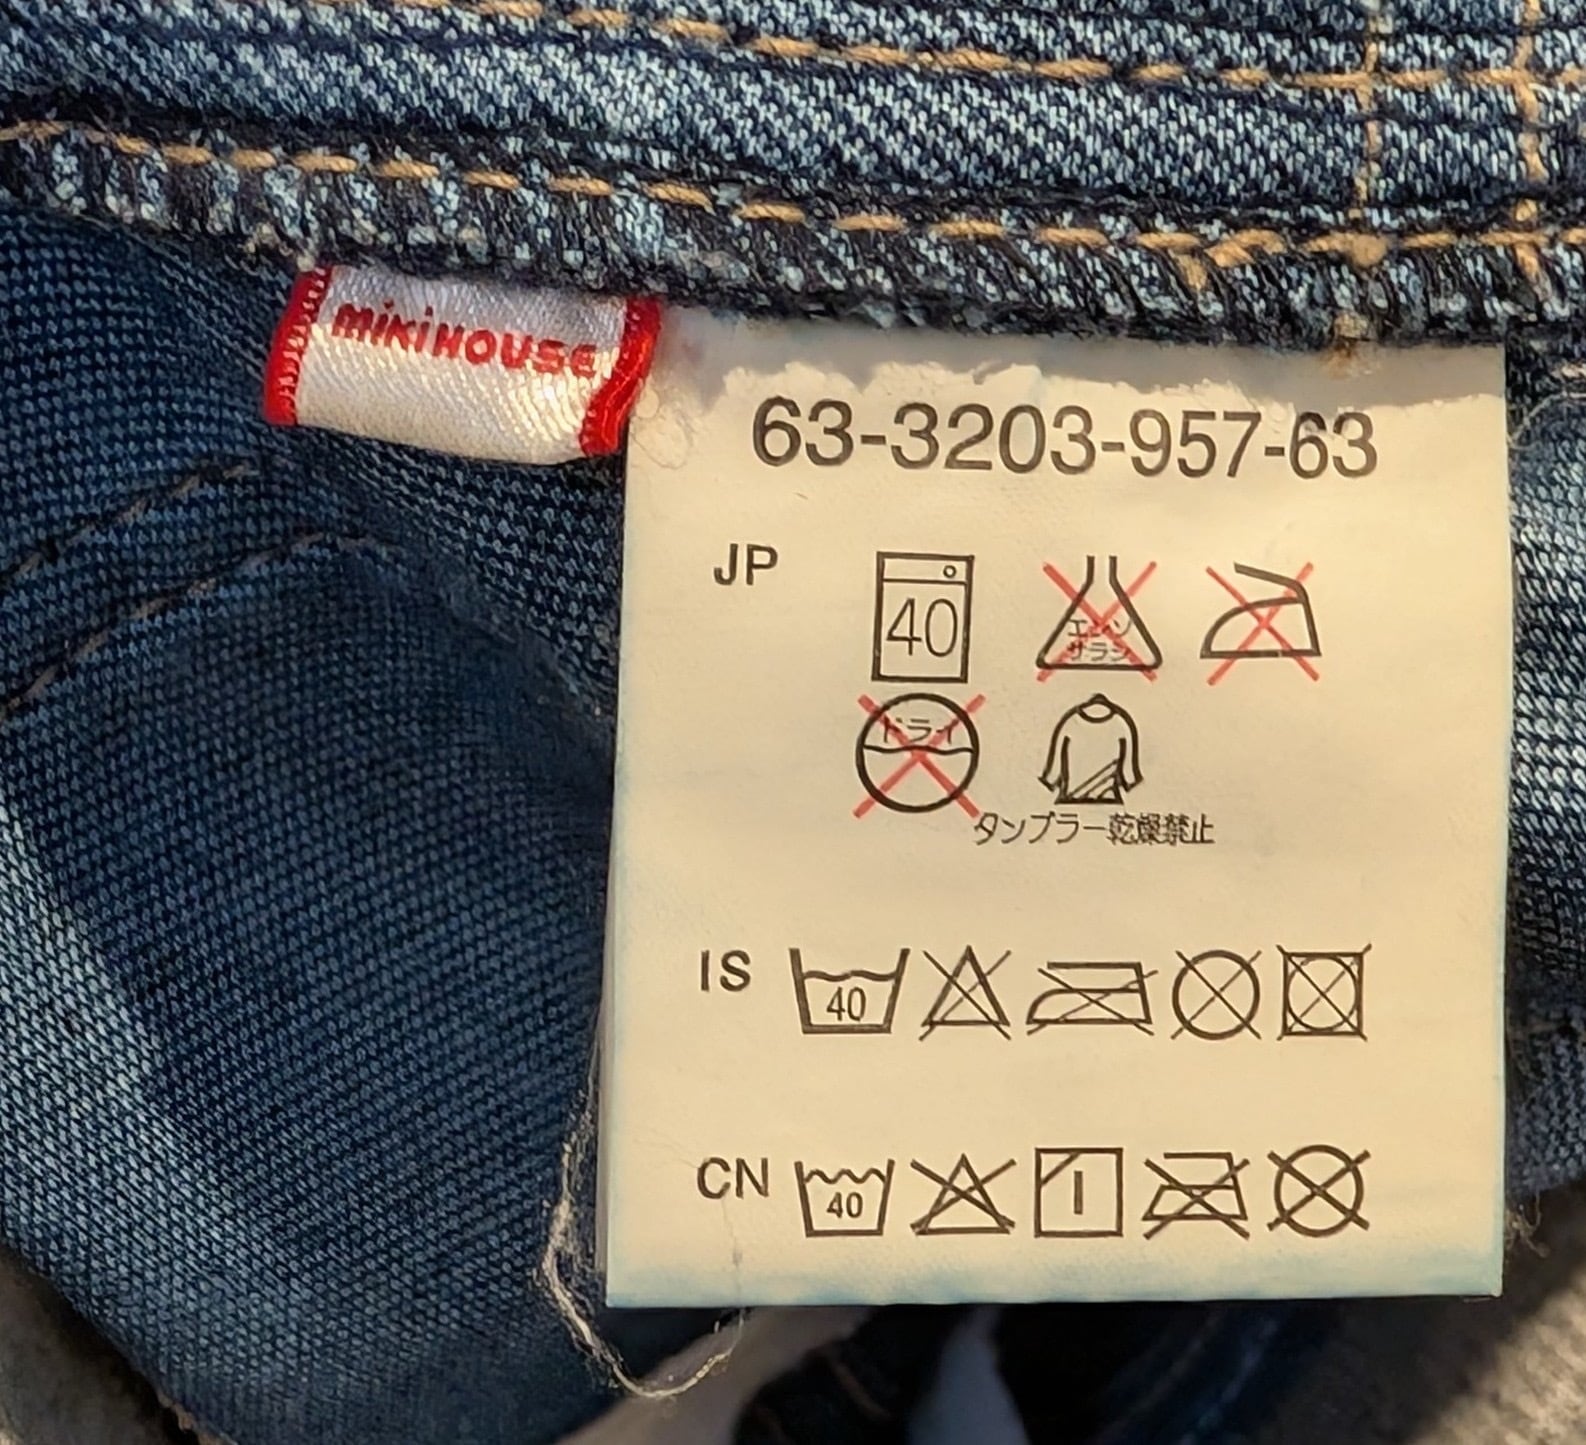 mikiHOUSE
63-3203-957-63
JP
40
エンソ
サラシ
ドライ
タンブラー乾燥禁止
IS
40
CN
40